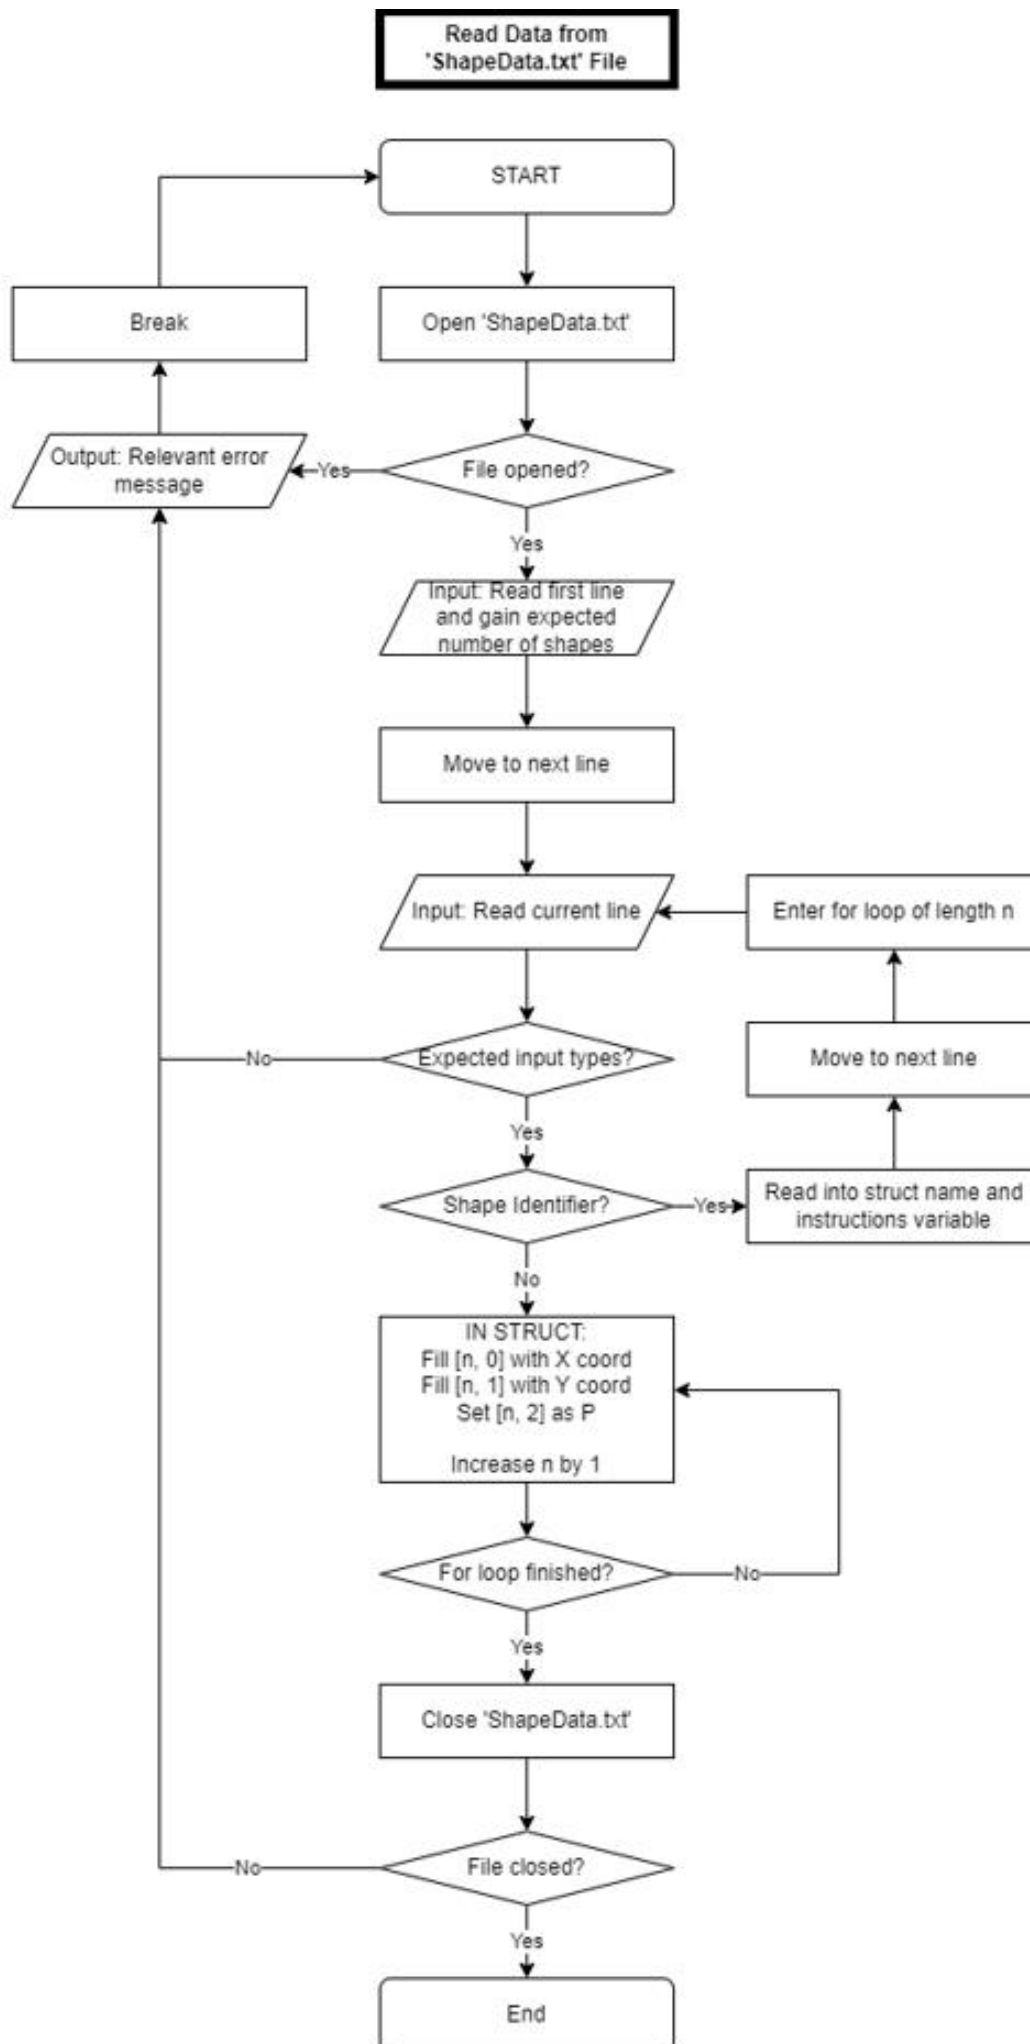 Read Data from
'ShapeData.txt' File
START
Break
Open 'ShapeData.txt'
Output: Relevant error
message
Yes
File opened?
Yes
Input: Read first line
and gain expected
number of shapes
Move to next line
Input: Read current line
Enter for loop of length n
No
Expected input types?
Move to next line
Yes
Shape Identifier?
Yes
Read into struct name and
instructions variable
No
IN STRUCT:
Fill [n, 0] with X coord
Fill [n, 1] with Y coord
Set [n, 2] as P
Increase n by 1
For loop finished?
No
Yes
Close 'ShapeData.txt'
No
File closed?
Yes
End